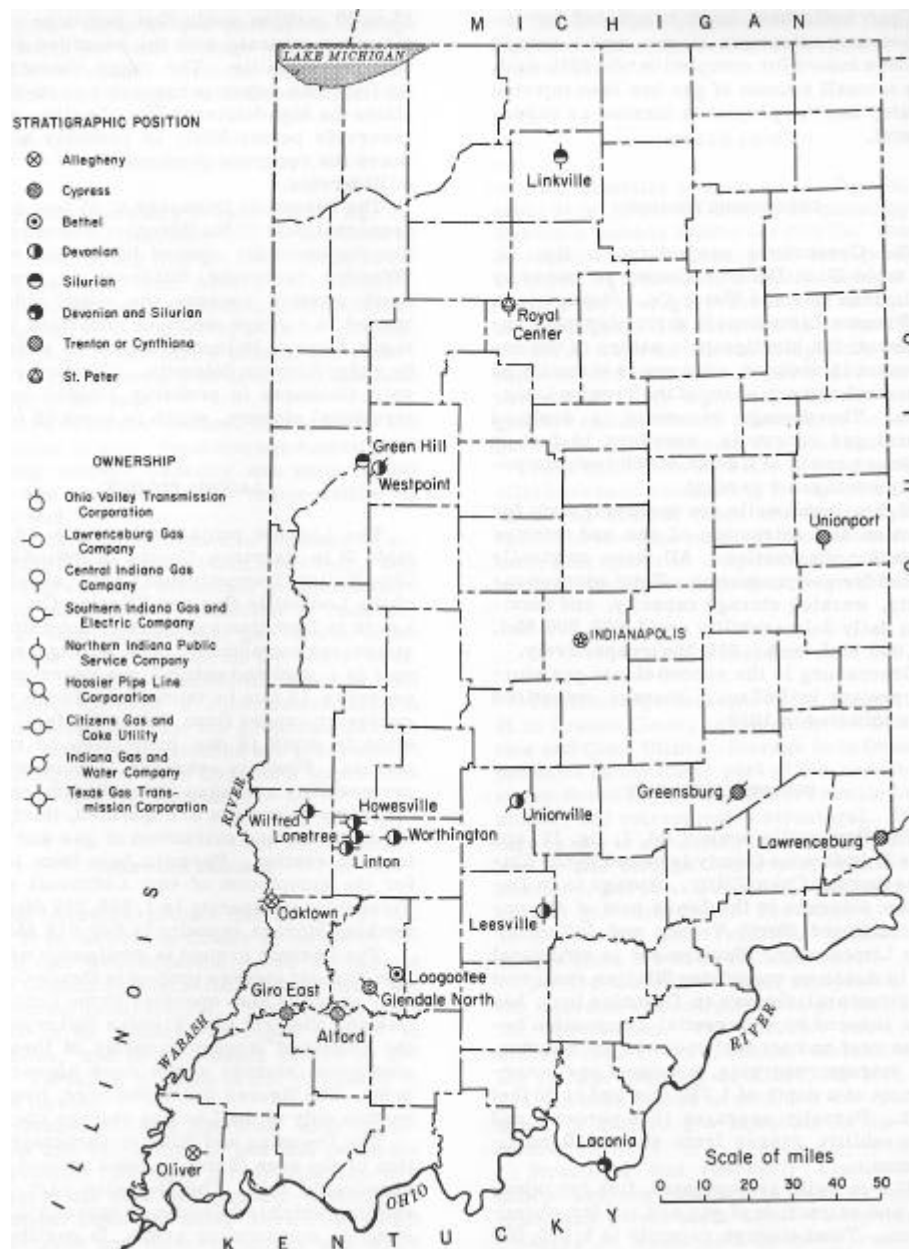 MICHIGAN
LAKE MICHIGAN
STRATIGRAPHIC POSITION
Allegheny
Cypress
Bethel
Devonian
Silurian
Devonian and Silurian
Trenton or Cynthiana
St. Peter
OWNERSHIP
Ohio Valley Transmission
Corporation
Lawrenceburg Gas
Company
Central Indiana Gas
Company
Southern Indiana Gas and
Electric Company
Northern Indiana Public
Service Company
Hoosier Pipe Line
Corporation
Citizens Gas and
Coke Utility
Indiana Gas and
Water Company
Texas Gas Trans-
mission Corporation
Linkville
Royal
Center
Green Hill
Westpoint
Unionport
INDIANAPOLIS
Greensburg
Unionville
Lawrenceburg
Wilfred
Howesville
Lonetree
Worthington
Linton
Oaktown
Leesville
Loogootee
Glendale North
Giro East
Alford
Laconia
Oliver
RIVER
WABASH
ILLINOIS
RIVER
OHIO
KENTUCKY
Scale of miles
0 10 20 30 40 50